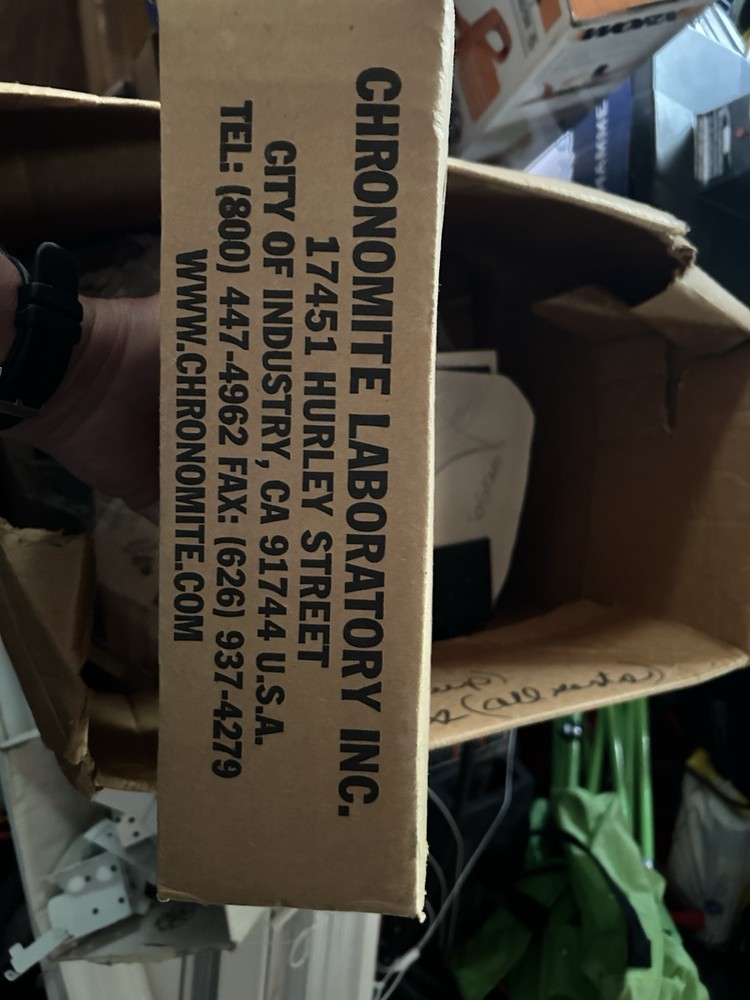 CHRONOMITE LABORATORY INC.
17451 HURLEY STREET
CITY OF INDUSTRY, CA 91744 U.S.A.
TEL: (800) 447-4962 FAX: (626) 937-4279
WWW.CHRONOMITE.COM
(All